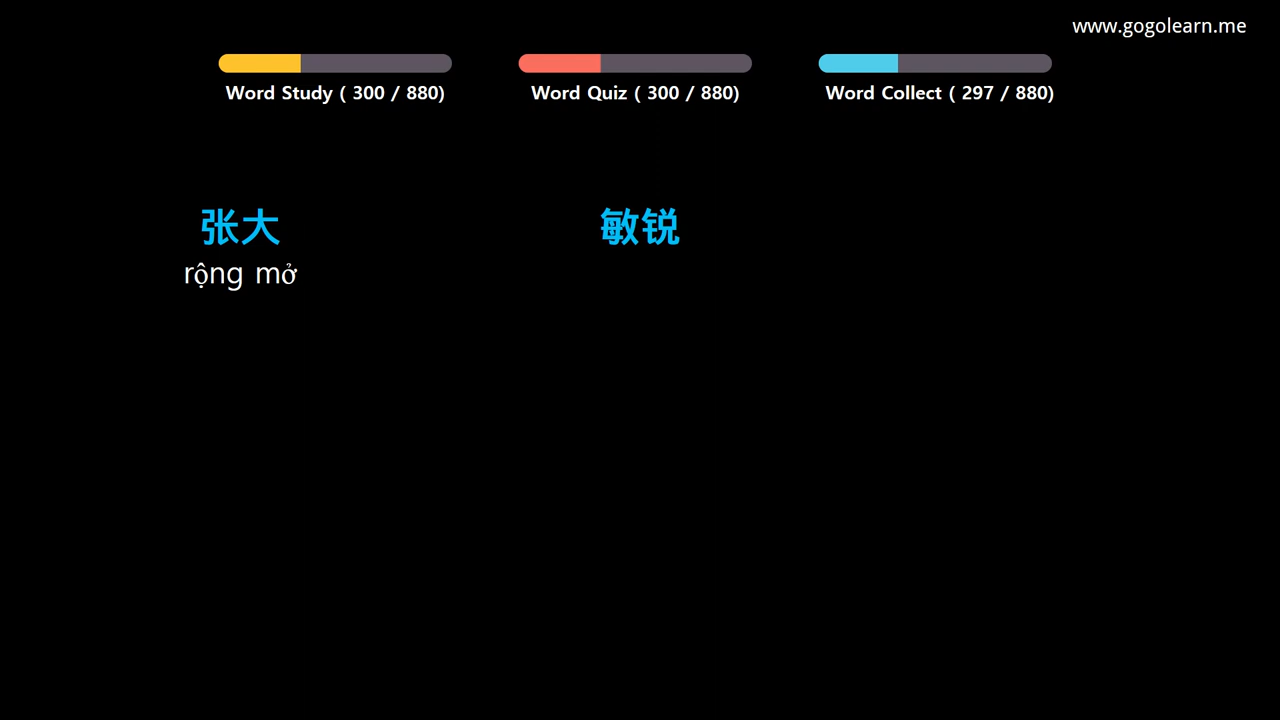 www.gogolearn.me
Word Study ( 300 / 880)
Word Quiz ( 300 / 880)
Word Collect ( 297 / 880)
张大
敏锐
rộng mở